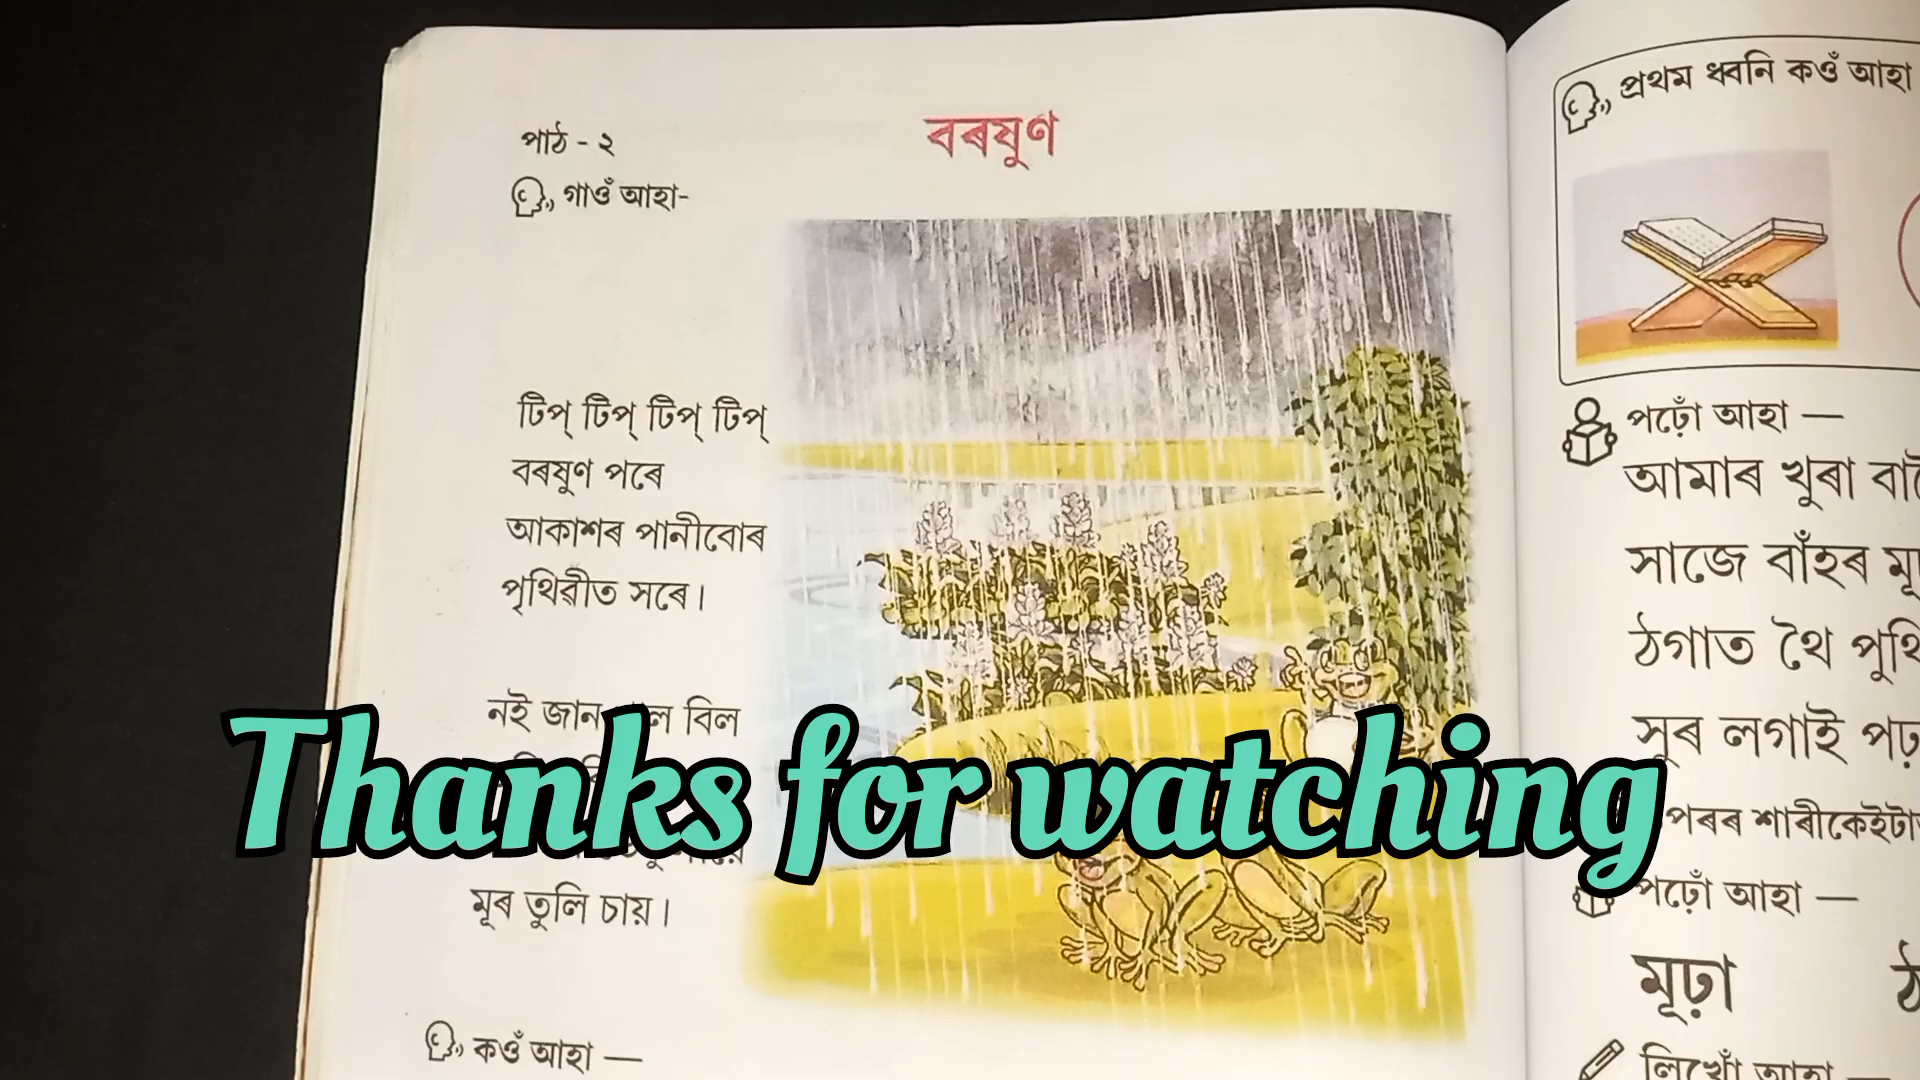 পাঠ - ২
বৰষুণ
গাওঁ আহা-
টিপ্ টিপ্ টিপ্ টিপ্
বৰষুণ পৰে
আকাশৰ পানীবোৰ
পৃথিৱীত সৰে।
নই জান বিল
মূৰ তুলি চায়।
কওঁ আহা —
Thanks for watching
প্ৰথম ধ্বনি কওঁ আহা
পঢ়োঁ আহা —
আমাৰ খুৰা
সাজে বাঁহৰ
ঠগাত থৈ
সুৰ লগাই
পৰৰ
পঢ়োঁ আহা —
মূঢ়া
লিখোঁ আহা —